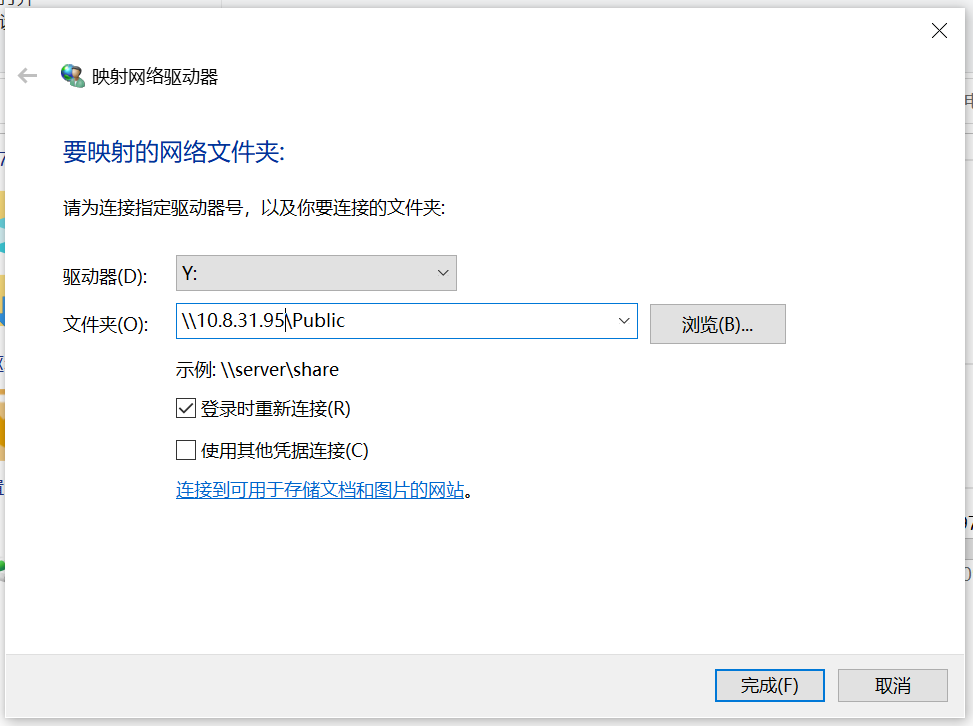 映射网络驱动器
要映射的网络文件夹:
请为连接指定驱动器号，以及你要连接的文件夹:
驱动器(D): Y:
文件夹(O): \\10.8.31.95\Public 浏览(B)...
示例: \\server\share
登录时重新连接(R)
使用其他凭据连接(C)
连接到可用于存储文档和图片的网站。
完成(F) 取消